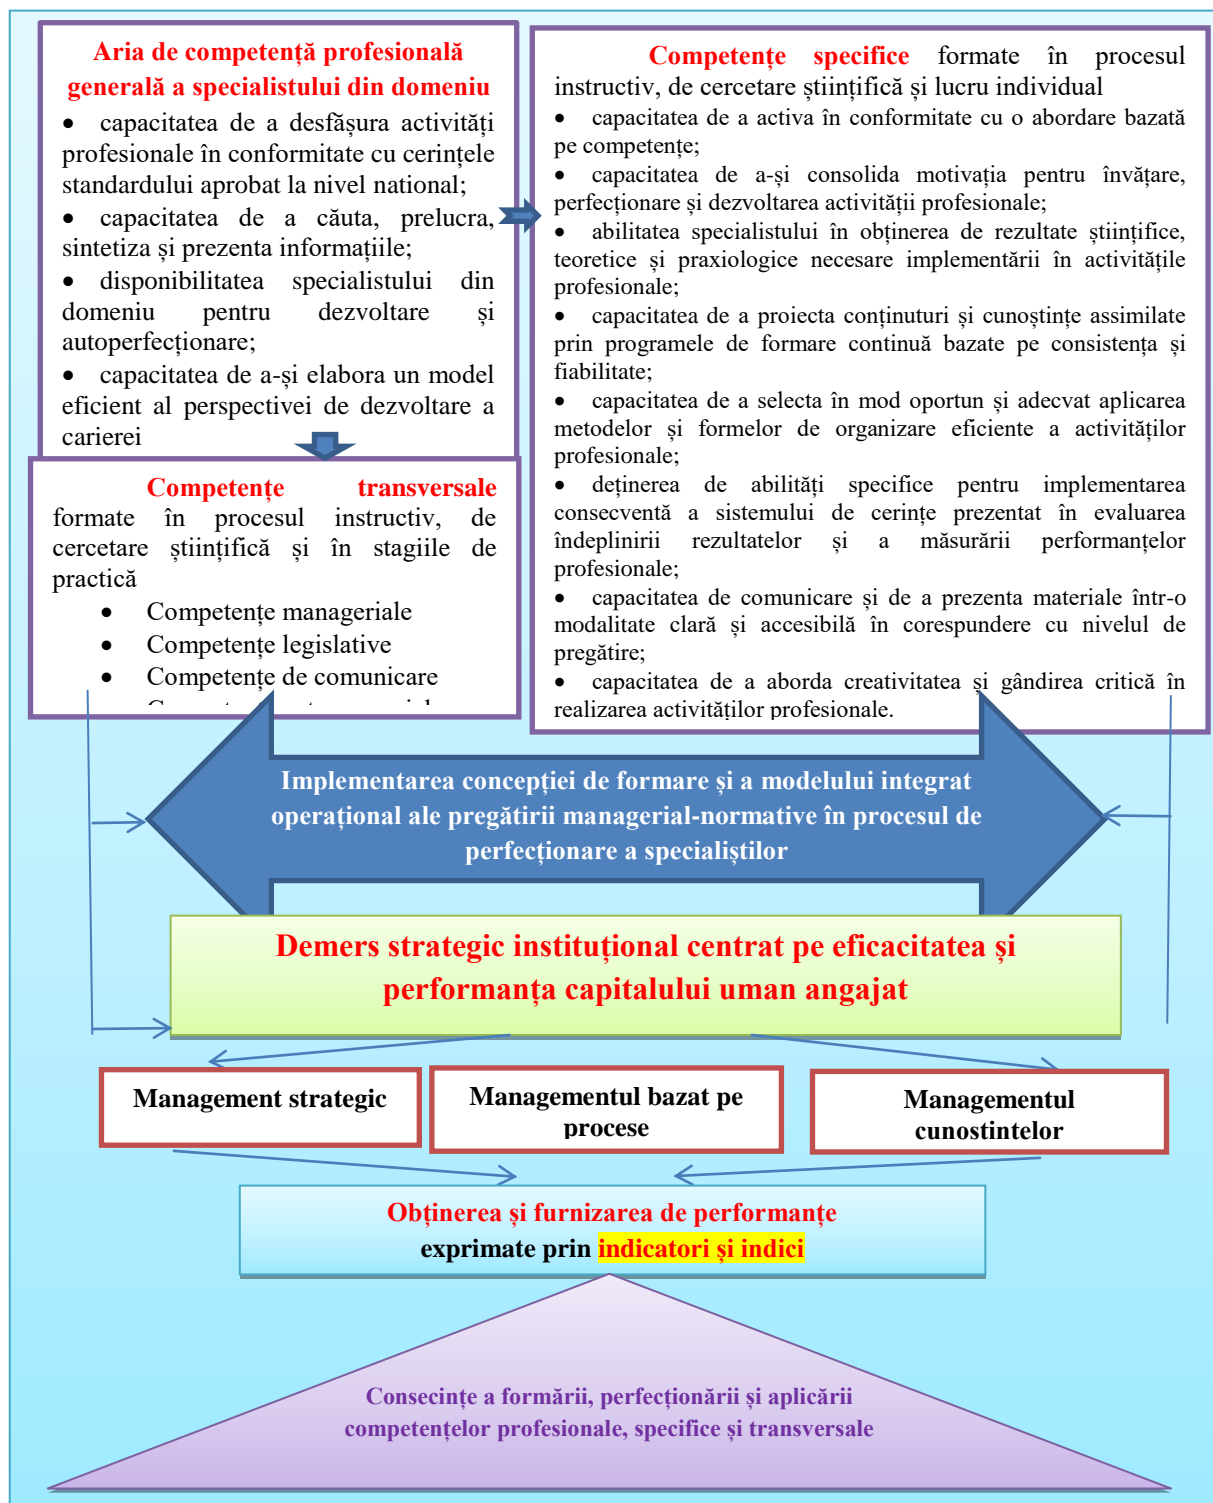 Aria de competență profesională
generală a specialistului din domeniu
• capacitatea de a desfășura activități
profesionale în conformitate cu cerințele
standardului aprobat la nivel national;
• capacitatea de a căuta, prelucra,
sintetiza și prezenta informațiile;
• disponibilitatea specialistului din
domeniu pentru dezvoltare și
autoperfecționare;
• capacitatea de a-și elabora un model
eficient al perspectivei de dezvoltare a
carierei
Competențe transversale
formate în procesul instructiv, de
cercetare științifică și în stagiile de
practică
• Competențe manageriale
• Competențe legislative
• Competențe de comunicare
Competențe specifice formate în procesul
instructiv, de cercetare științifică și lucru individual
• capacitatea de a activa în conformitate cu o abordare bazată
pe competențe;
• capacitatea de a-și consolida motivația pentru învățare,
perfecționare și dezvoltarea activității profesionale;
• abilitatea specialistului în obținerea de rezultate științifice,
teoretice și praxiologice necesare implementării în activitățile
profesionale;
• capacitatea de a proiecta conținuturi și cunoștințe assimilate
prin programele de formare continuă bazate pe consistența și
fiabilitate;
• capacitatea de a selecta în mod oportun și adecvat aplicarea
metodelor și formelor de organizare eficiente a activităților
profesionale;
• deținerea de abilități specifice pentru implementarea
consecventă a sistemului de cerințe prezentat în evaluarea
îndeplinirii rezultatelor și a măsurării performanțelor
profesionale;
• capacitatea de comunicare și de a prezenta materiale într-o
modalitate clară și accesibilă în corespundere cu nivelul de
pregătire;
• capacitatea de a aborda creativitatea și gândirea critică în
realizarea activităților profesionale.
Implementarea concepției de formare și a modelului integrat
operațional ale pregătirii managerial-normative în procesul de
perfecționare a specialiștilor
Demers strategic instituțional centrat pe eficacitatea și
performanța capitalului uman angajat
Management strategic
Managementul bazat pe
procese
Managementul
cunostintelor
Obținerea și furnizarea de performanțe
exprimate prin indicatori și indici
Consecințe a formării, perfecționării și aplicării
competențelor profesionale, specifice și transversale